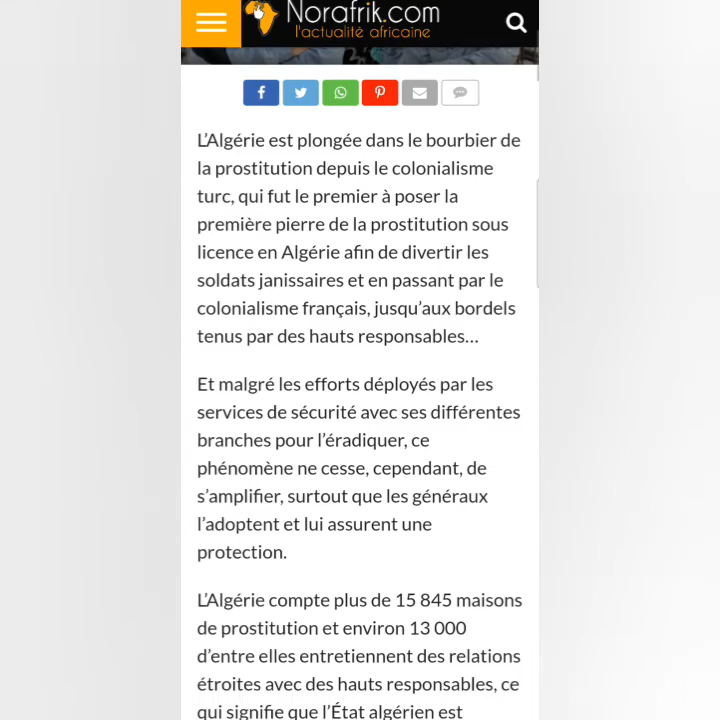 Norafrik.com
l'actualité africaine
L'Algérie est plongée dans le bourbier de
la prostitution depuis le colonialisme
turc, qui fut le premier à poser la
première pierre de la prostitution sous
licence en Algérie afin de divertir les
soldats janissaires et en passant par le
colonialisme français, jusqu'aux bordels
tenus par des hauts responsables...
Et malgré les efforts déployés par les
services de sécurité avec ses différentes
branches pour l'éradiquer, ce
phénomène ne cesse, cependant, de
s'amplifier, surtout que les généraux
l'adoptent et lui assurent une
protection.
L'Algérie compte plus de 15 845 maisons
de prostitution et environ 13 000
d'entre elles entretiennent des relations
étroites avec des hauts responsables, ce
qui signifie que l'État algérien est